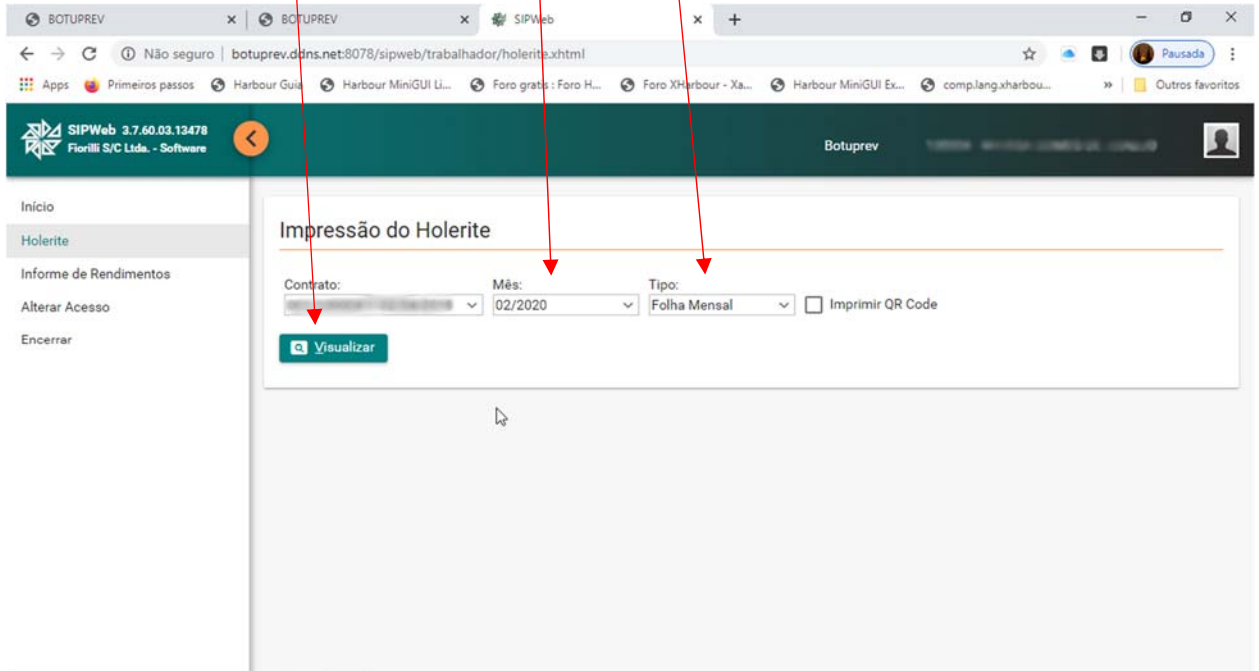 BOTUPREV
BOTUPREV
SIPWeb
Não seguro | botuprev.ddns.net:8078/sipweb/trabalhador/holerite.xhtml
Pausada
Apps Primeiros passos Harbour Guia Harbour MiniGUI Li... Foro gratis : Foro H... Foro XHarbour - Xa... Harbour MiniGUI Ex... comp.lang.xharbou... » Outros favoritos
SIPWeb 3.7.60.03.13478
Fiorilli S/C Ltda. - Software
Botuprev
Início
Holerite
Informe de Rendimentos
Alterar Acesso
Encerrar
Impressão do Holerite
Contrato: Mês: Tipo:
02/2020 Folha Mensal Imprimir QR Code
Visualizar